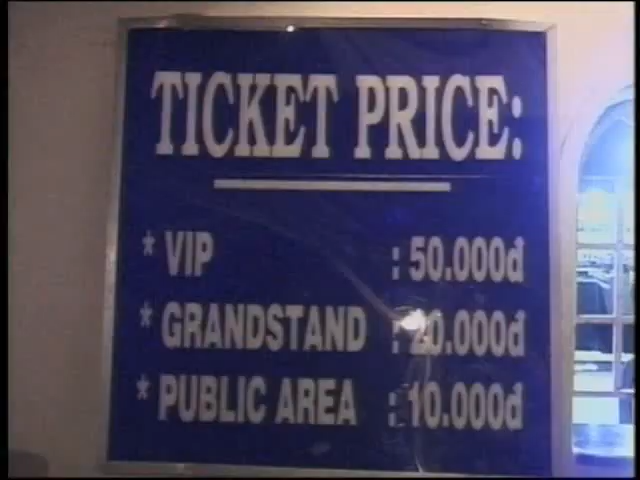 TICKET PRICE:
* VIP : 50.000đ
* GRANDSTAND : 20.000đ
* PUBLIC AREA : 10.000đ